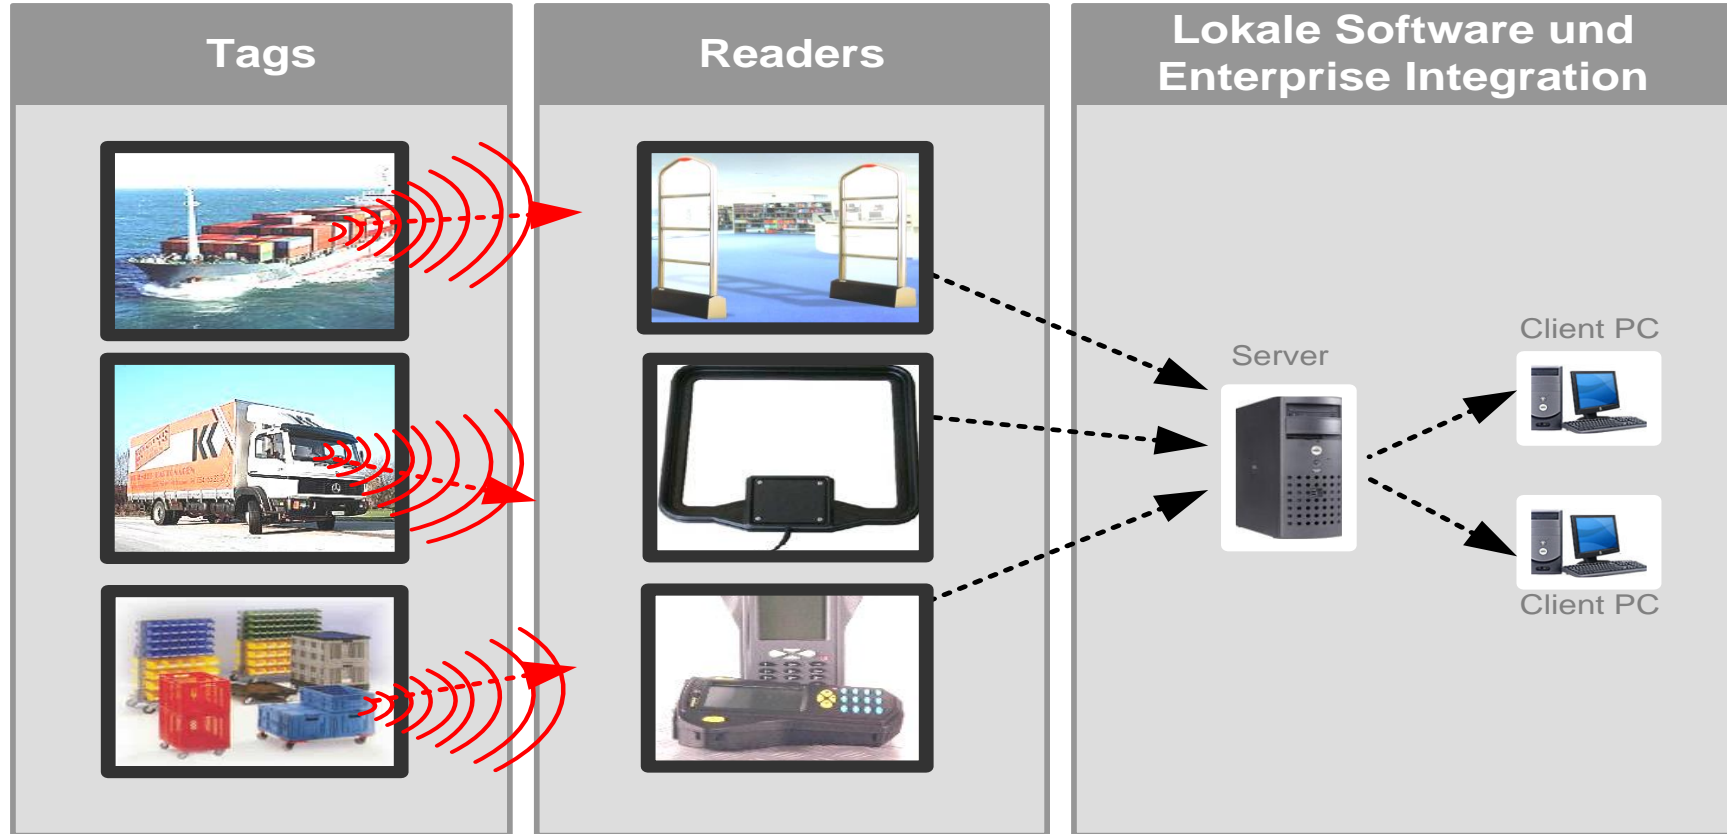 Tags
Readers
Lokale Software und
Enterprise Integration
Server
Client PC
Client PC